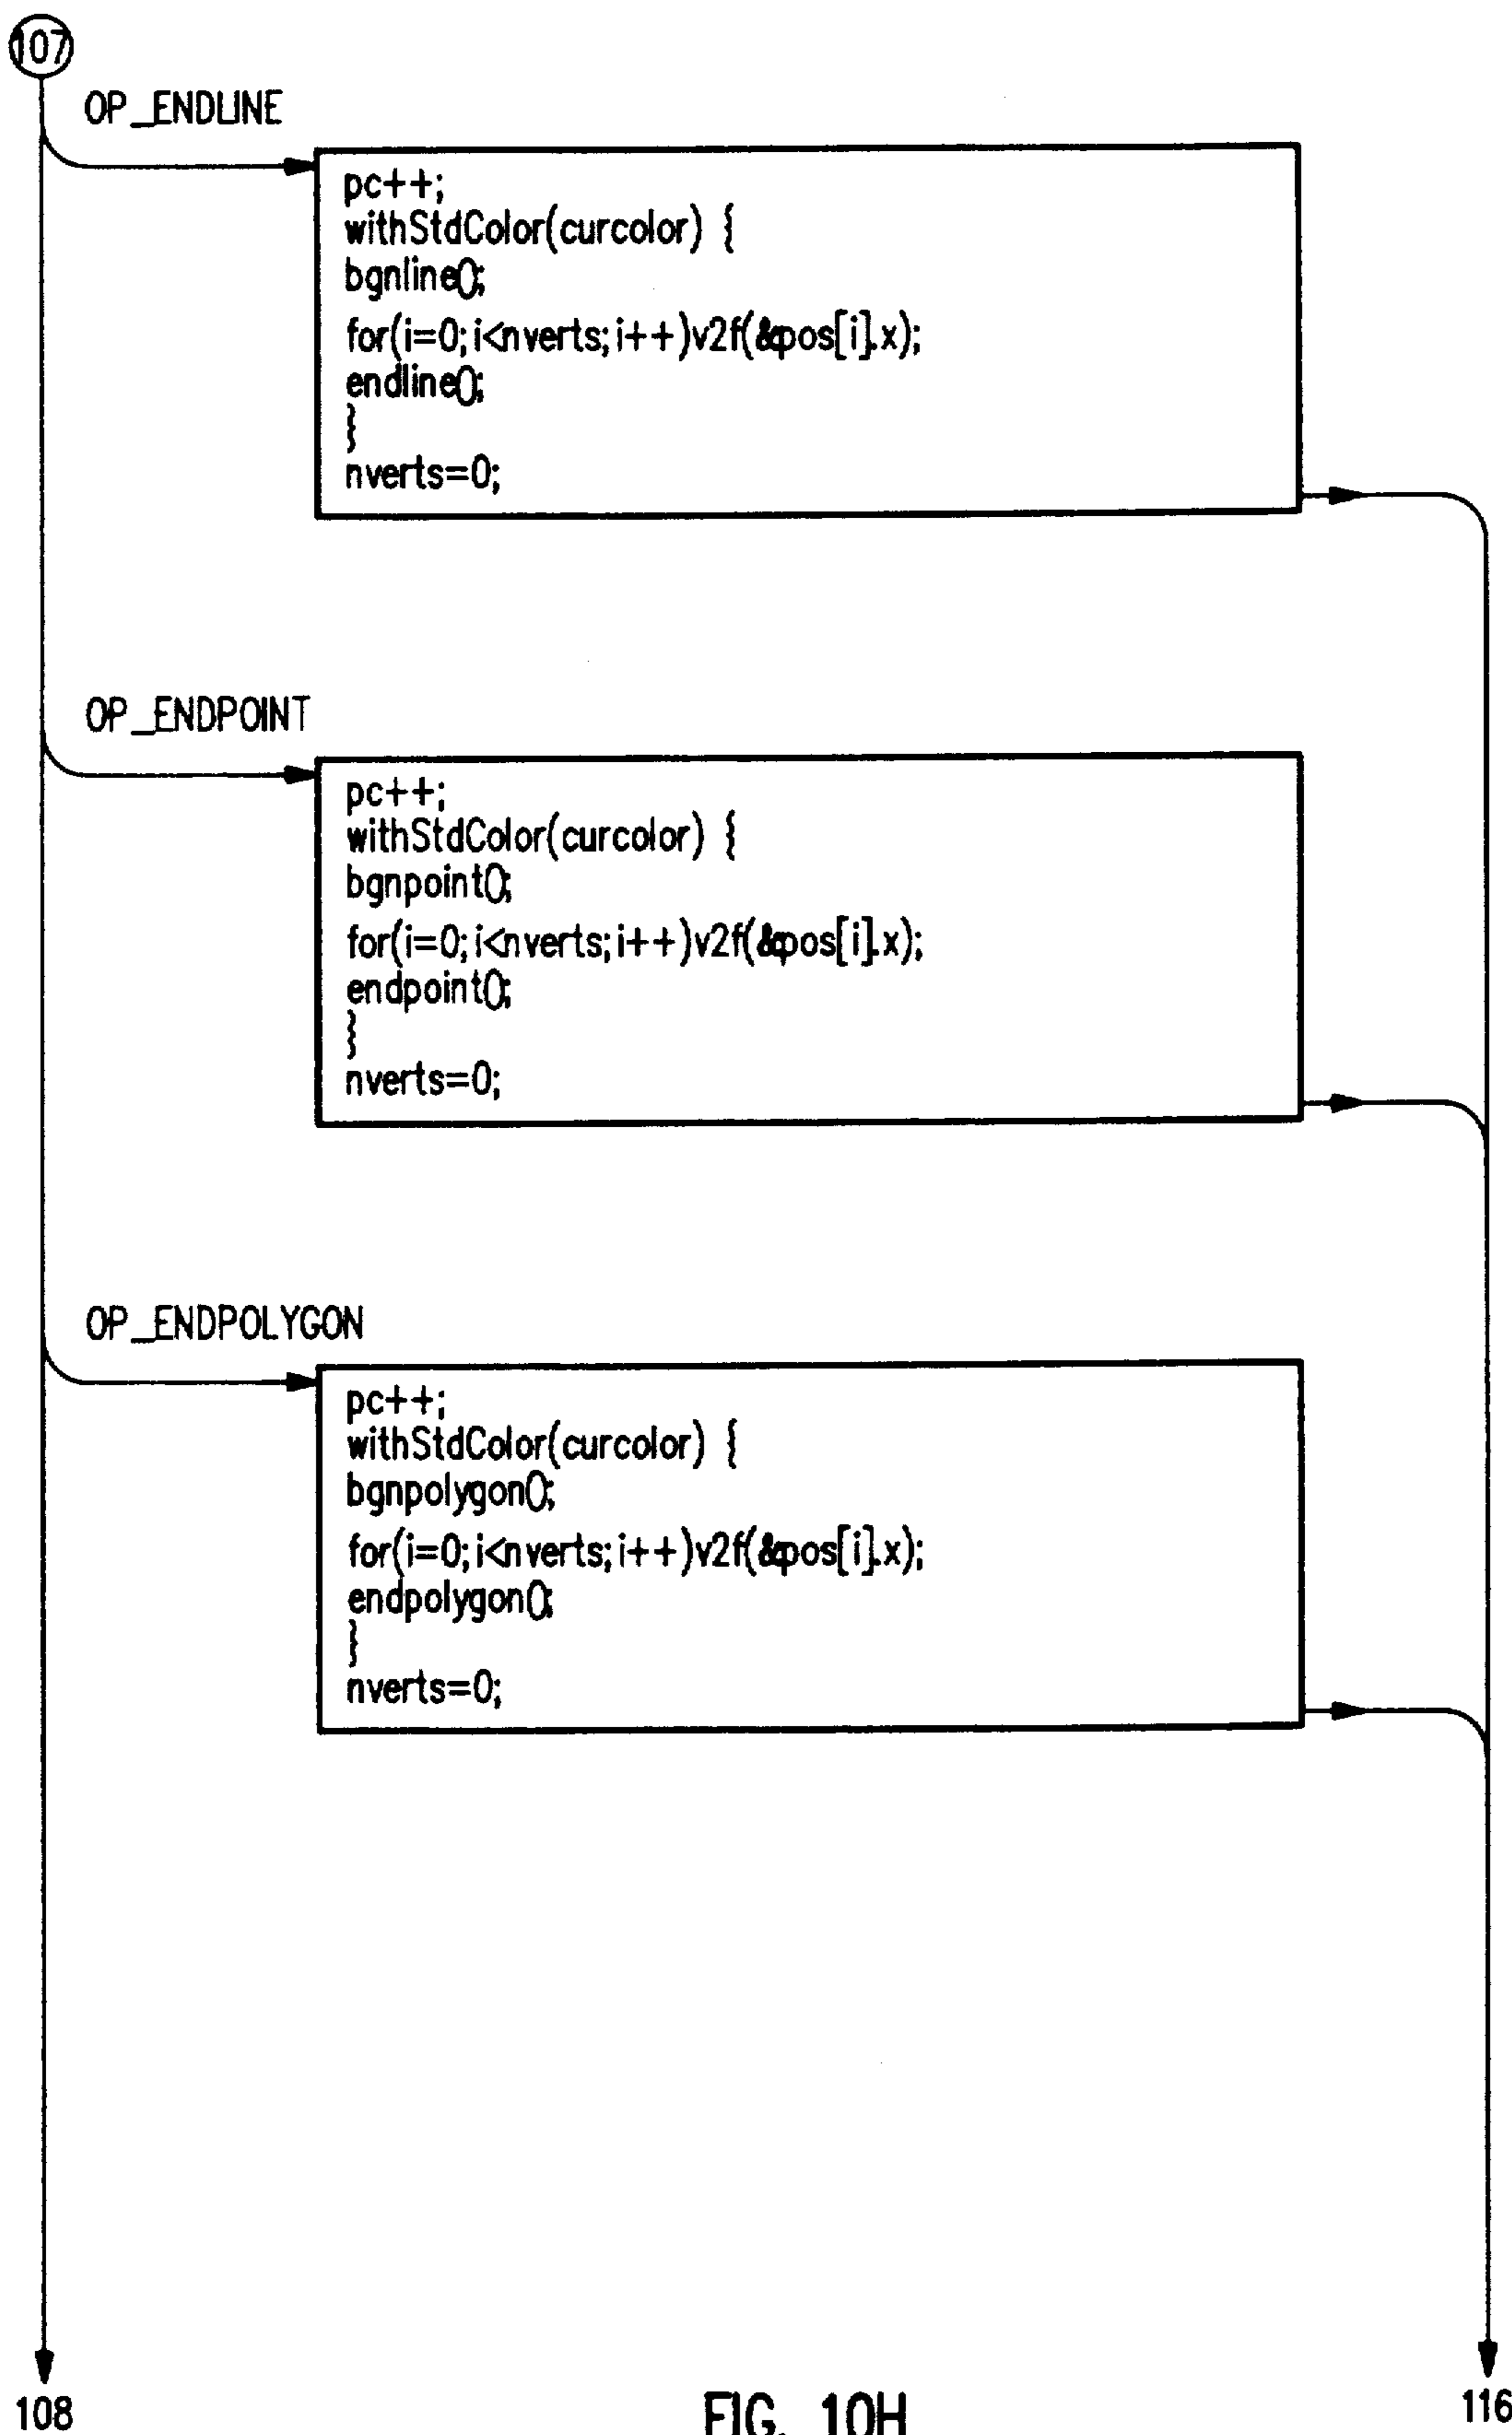 107
OP_ENDLINE
pc++;
withStdColor(curcolor) {
bgnline();
for(i=0;i<nverts;i++)v2f(&pos[i].x);
endline();
}
nverts=0;
OP_ENDPOINT
pc++;
withStdColor(curcolor) {
bgnpoint();
for(i=0;i<nverts;i++)v2f(&pos[i].x);
endpoint();
}
nverts=0;
OP_ENDPOLYGON
pc++;
withStdColor(curcolor) {
bgnpolygon();
for(i=0;i<nverts;i++)v2f(&pos[i].x);
endpolygon();
}
nverts=0;
108
FIG. 10H
116